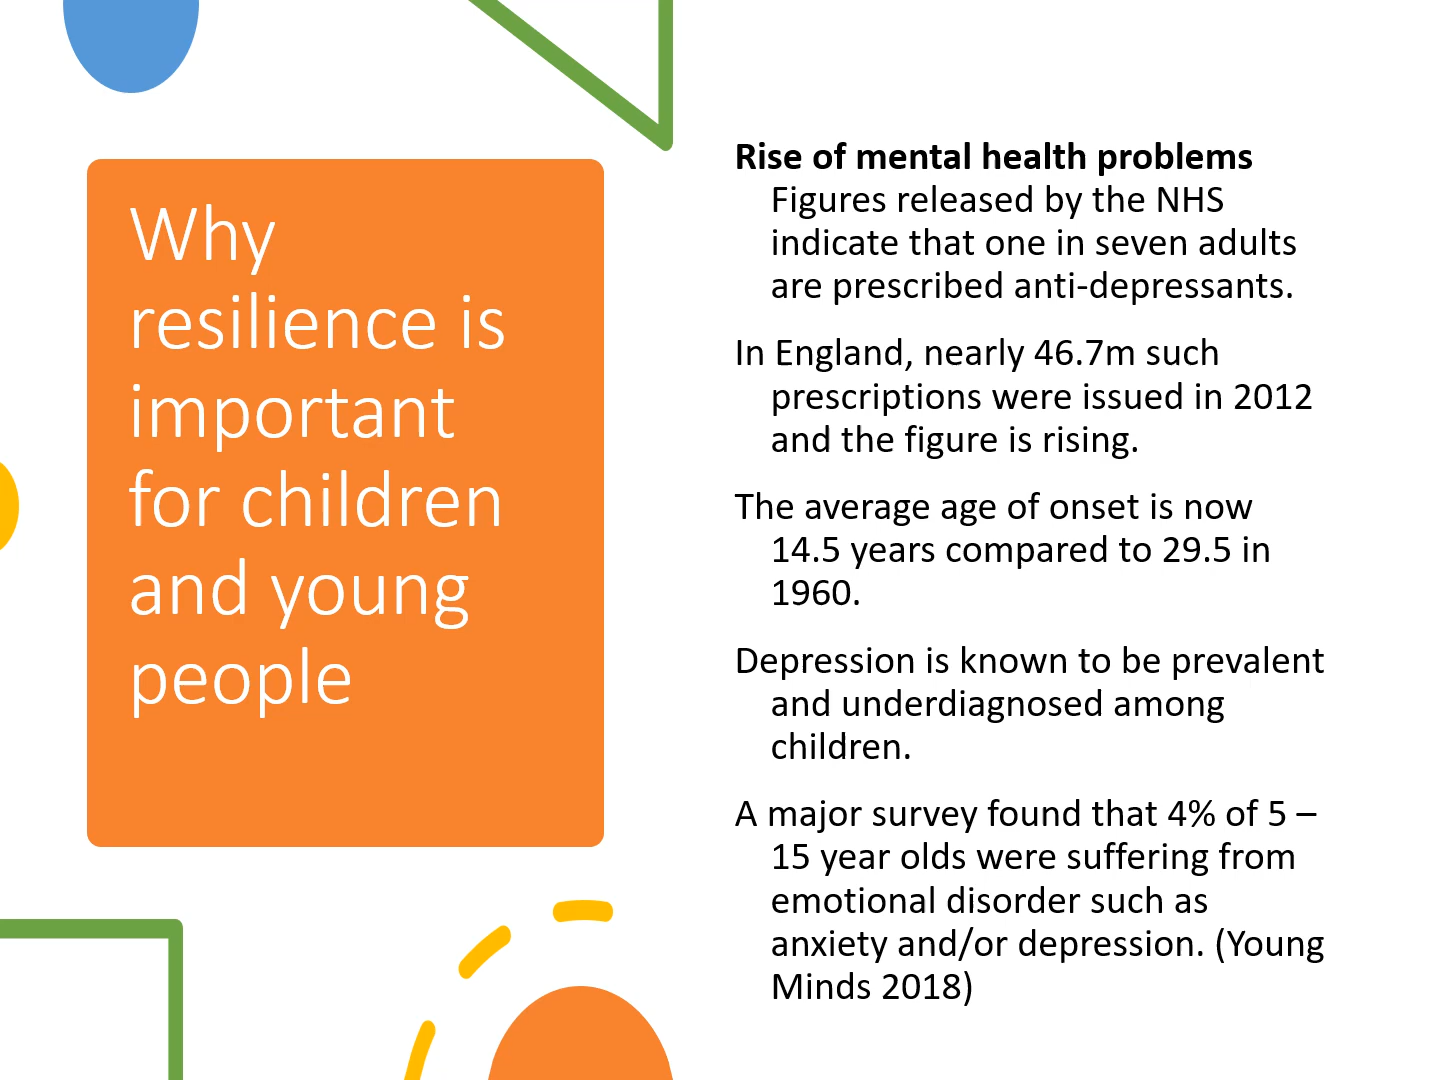 Why
resilience is
important
for children
and young
people
Rise of mental health problems
Figures released by the NHS
indicate that one in seven adults
are prescribed anti-depressants.
In England, nearly 46.7m such
prescriptions were issued in 2012
and the figure is rising.
The average age of onset is now
14.5 years compared to 29.5 in
1960.
Depression is known to be prevalent
and underdiagnosed among
children.
A major survey found that 4% of 5 –
15 year olds were suffering from
emotional disorder such as
anxiety and/or depression. (Young
Minds 2018)